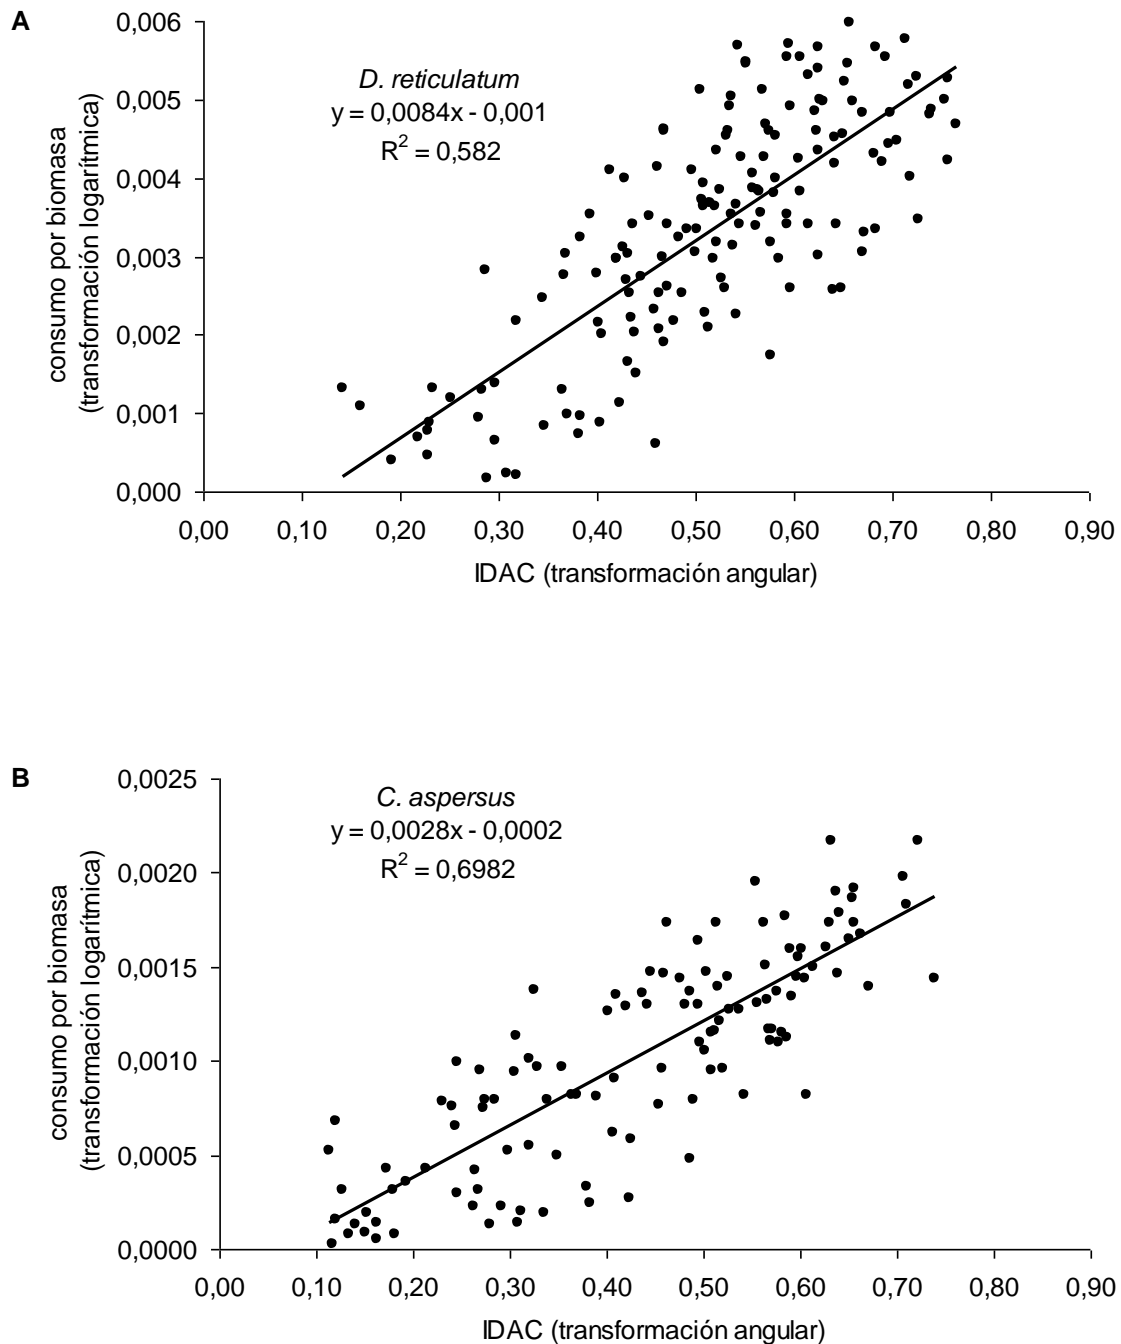 A
D. reticulatum
y = 0,0084x - 0,001
R² = 0,582
consumo por biomasa
(transformación logarítmica)
0,006
0,005
0,004
0,003
0,002
0,001
0,000
0,00 0,10 0,20 0,30 0,40 0,50 0,60 0,70 0,80 0,90
IDAC (transformación angular)
B
C. aspersus
y = 0,0028x - 0,0002
R² = 0,6982
consumo por biomasa
(transformación logarítmica)
0,0025
0,0020
0,0015
0,0010
0,0005
0,0000
0,00 0,10 0,20 0,30 0,40 0,50 0,60 0,70 0,80 0,90
IDAC (transformación angular)